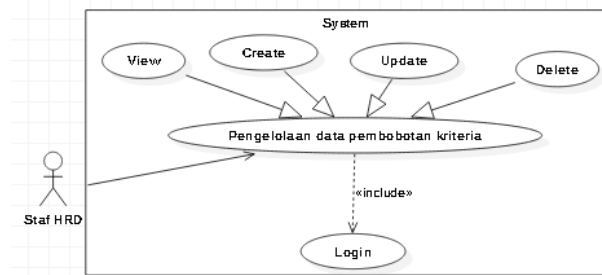 System
View
Create
Update
Delete
Pengelolaan data pembobotan kriteria
Staf HRD
«include»
Login